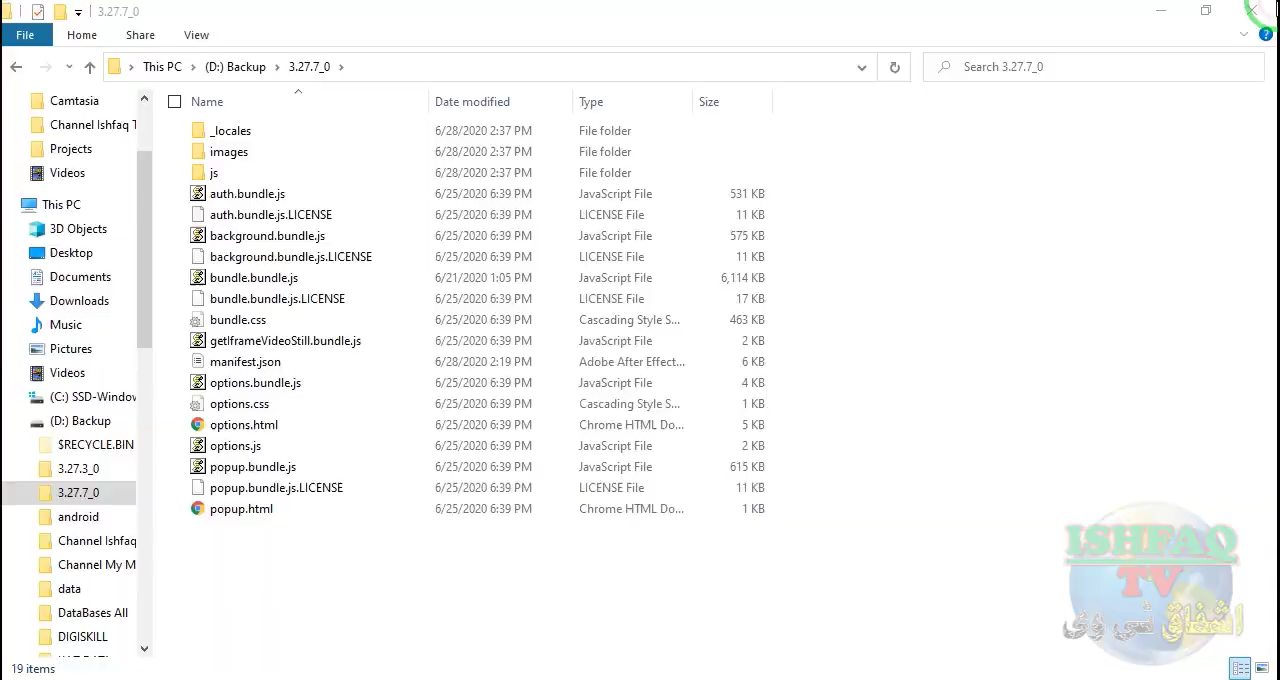 3.27.7_0
File Home Share View
This PC (D:) Backup 3.27.7_0
Search 3.27.7_0
Camtasia
Channel Ishfaq T
Projects
Videos
This PC
3D Objects
Desktop
Documents
Downloads
Music
Pictures
Videos
(C:) SSD-Window
(D:) Backup
$RECYCLE.BIN
3.27.3_0
3.27.7_0
android
Channel Ishfaq
Channel My M
data
DataBases All
DIGISKILL
Name Date modified Type Size
_locales 6/28/2020 2:37 PM File folder
images 6/28/2020 2:37 PM File folder
js 6/28/2020 2:37 PM File folder
auth.bundle.js 6/25/2020 6:39 PM JavaScript File 531 KB
auth.bundle.js.LICENSE 6/25/2020 6:39 PM LICENSE File 11 KB
background.bundle.js 6/25/2020 6:39 PM JavaScript File 575 KB
background.bundle.js.LICENSE 6/25/2020 6:39 PM LICENSE File 11 KB
bundle.bundle.js 6/21/2020 1:05 PM JavaScript File 6,114 KB
bundle.bundle.js.LICENSE 6/25/2020 6:39 PM LICENSE File 17 KB
bundle.css 6/25/2020 6:39 PM Cascading Style S... 463 KB
getIframeVideoStill.bundle.js 6/25/2020 6:39 PM JavaScript File 2 KB
manifest.json 6/28/2020 2:19 PM Adobe After Effect... 6 KB
options.bundle.js 6/25/2020 6:39 PM JavaScript File 4 KB
options.css 6/25/2020 6:39 PM Cascading Style S... 1 KB
options.html 6/25/2020 6:39 PM Chrome HTML Do... 5 KB
options.js 6/25/2020 6:39 PM JavaScript File 2 KB
popup.bundle.js 6/25/2020 6:39 PM JavaScript File 615 KB
popup.bundle.js.LICENSE 6/25/2020 6:39 PM LICENSE File 11 KB
popup.html 6/25/2020 6:39 PM Chrome HTML Do... 1 KB
ISHFAQ
TV
اشفاق ٹی وی
19 items